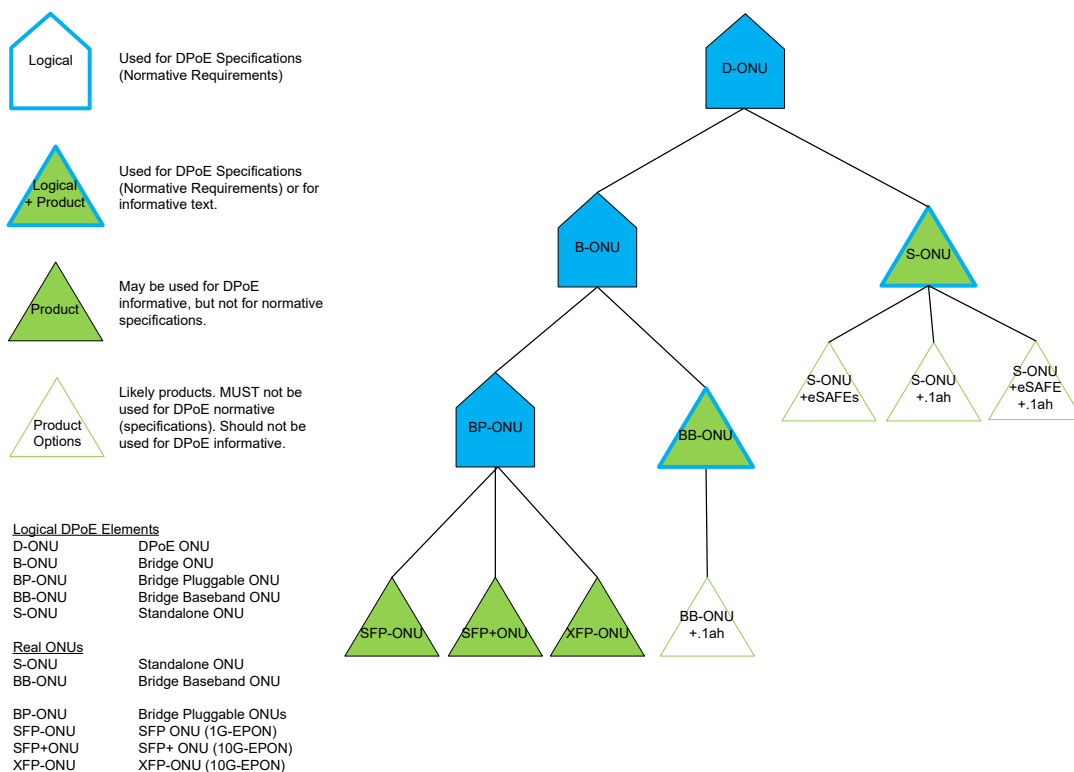 Logical
Used for DPoE Specifications
(Normative Requirements)
Logical
+ Product
Used for DPoE Specifications
(Normative Requirements) or for
informative text.
Product
May be used for DPoE
informative, but not for normative
specifications.
Product
Options
Likely products. MUST not be
used for DPoE normative
(specifications). Should not be
used for DPoE informative.
D-ONU
B-ONU
S-ONU
S-ONU
+eSAFEs
S-ONU
+.1ah
S-ONU
+eSAFE
+.1ah
BP-ONU
BB-ONU
SFP-ONU
SFP+ONU
XFP-ONU
BB-ONU
+.1ah
Logical DPoE Elements
D-ONU DPoE ONU
B-ONU Bridge ONU
BP-ONU Bridge Pluggable ONU
BB-ONU Bridge Baseband ONU
S-ONU Standalone ONU
Real ONUs
S-ONU Standalone ONU
BB-ONU Bridge Baseband ONU
BP-ONU Bridge Pluggable ONUs
SFP-ONU SFP ONU (1G-EPON)
SFP+ONU SFP+ ONU (10G-EPON)
XFP-ONU XFP-ONU (10G-EPON)